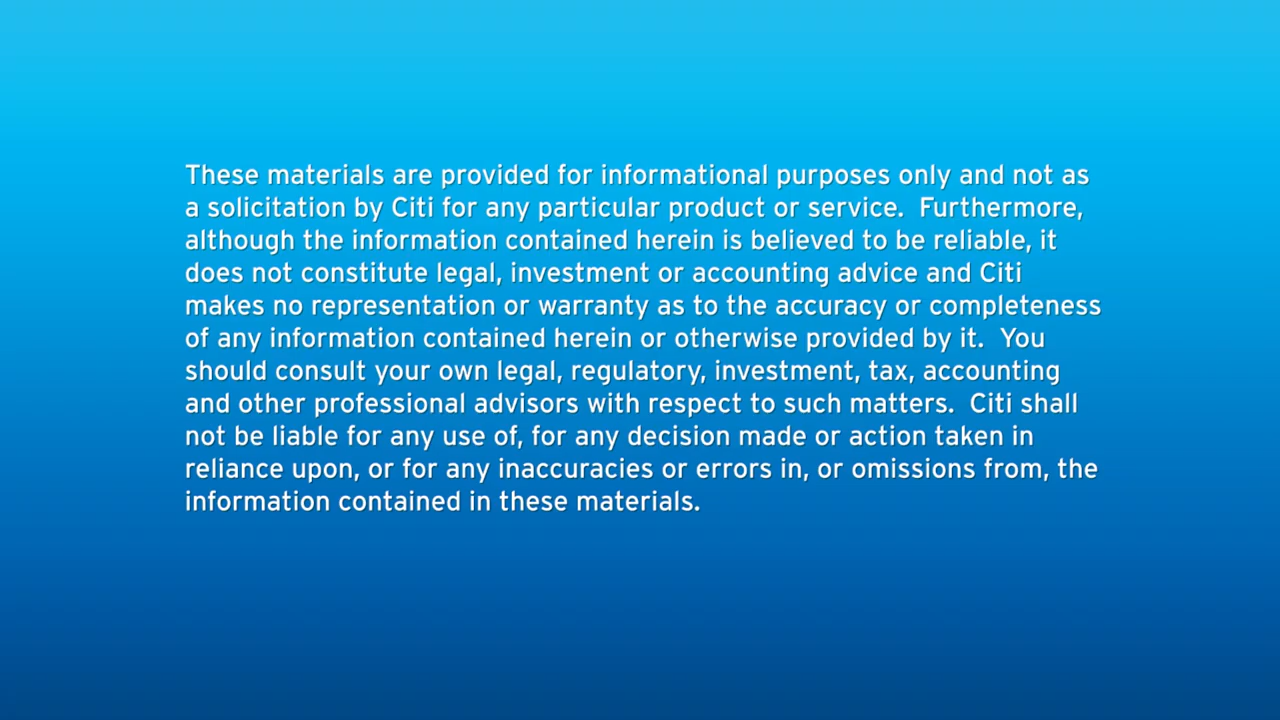 These materials are provided for informational purposes only and not as
a solicitation by Citi for any particular product or service.  Furthermore,
although the information contained herein is believed to be reliable, it
does not constitute legal, investment or accounting advice and Citi
makes no representation or warranty as to the accuracy or completeness
of any information contained herein or otherwise provided by it.  You
should consult your own legal, regulatory, investment, tax, accounting
and other professional advisors with respect to such matters.  Citi shall
not be liable for any use of, for any decision made or action taken in
reliance upon, or for any inaccuracies or errors in, or omissions from, the
information contained in these materials.